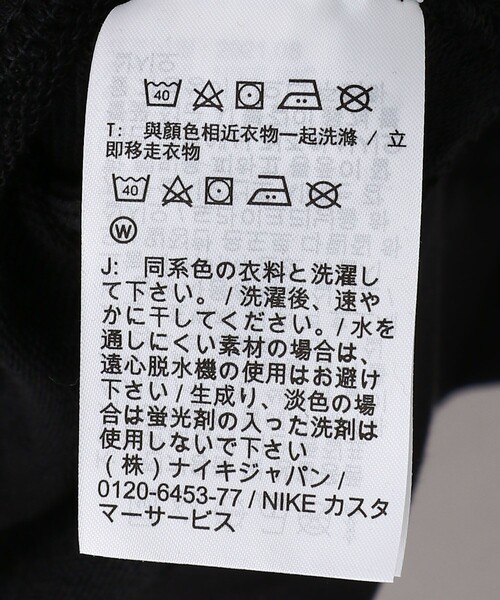 40
T: 與顏色相近衣物一起洗滌 / 立
即移走衣物
40
W
J: 同系色の衣料と洗濯し
て下さい。/ 洗濯後、速や
かに干してください。/ 水を
通しにくい素材の場合は、
遠心脱水機の使用はお避け
下さい / 生成り、淡色の場
合は蛍光剤の入った洗剤は
使用しないで下さい
(株)ナイキジャパン /
0120-6453-77 / NIKE カスタ
マーサービス